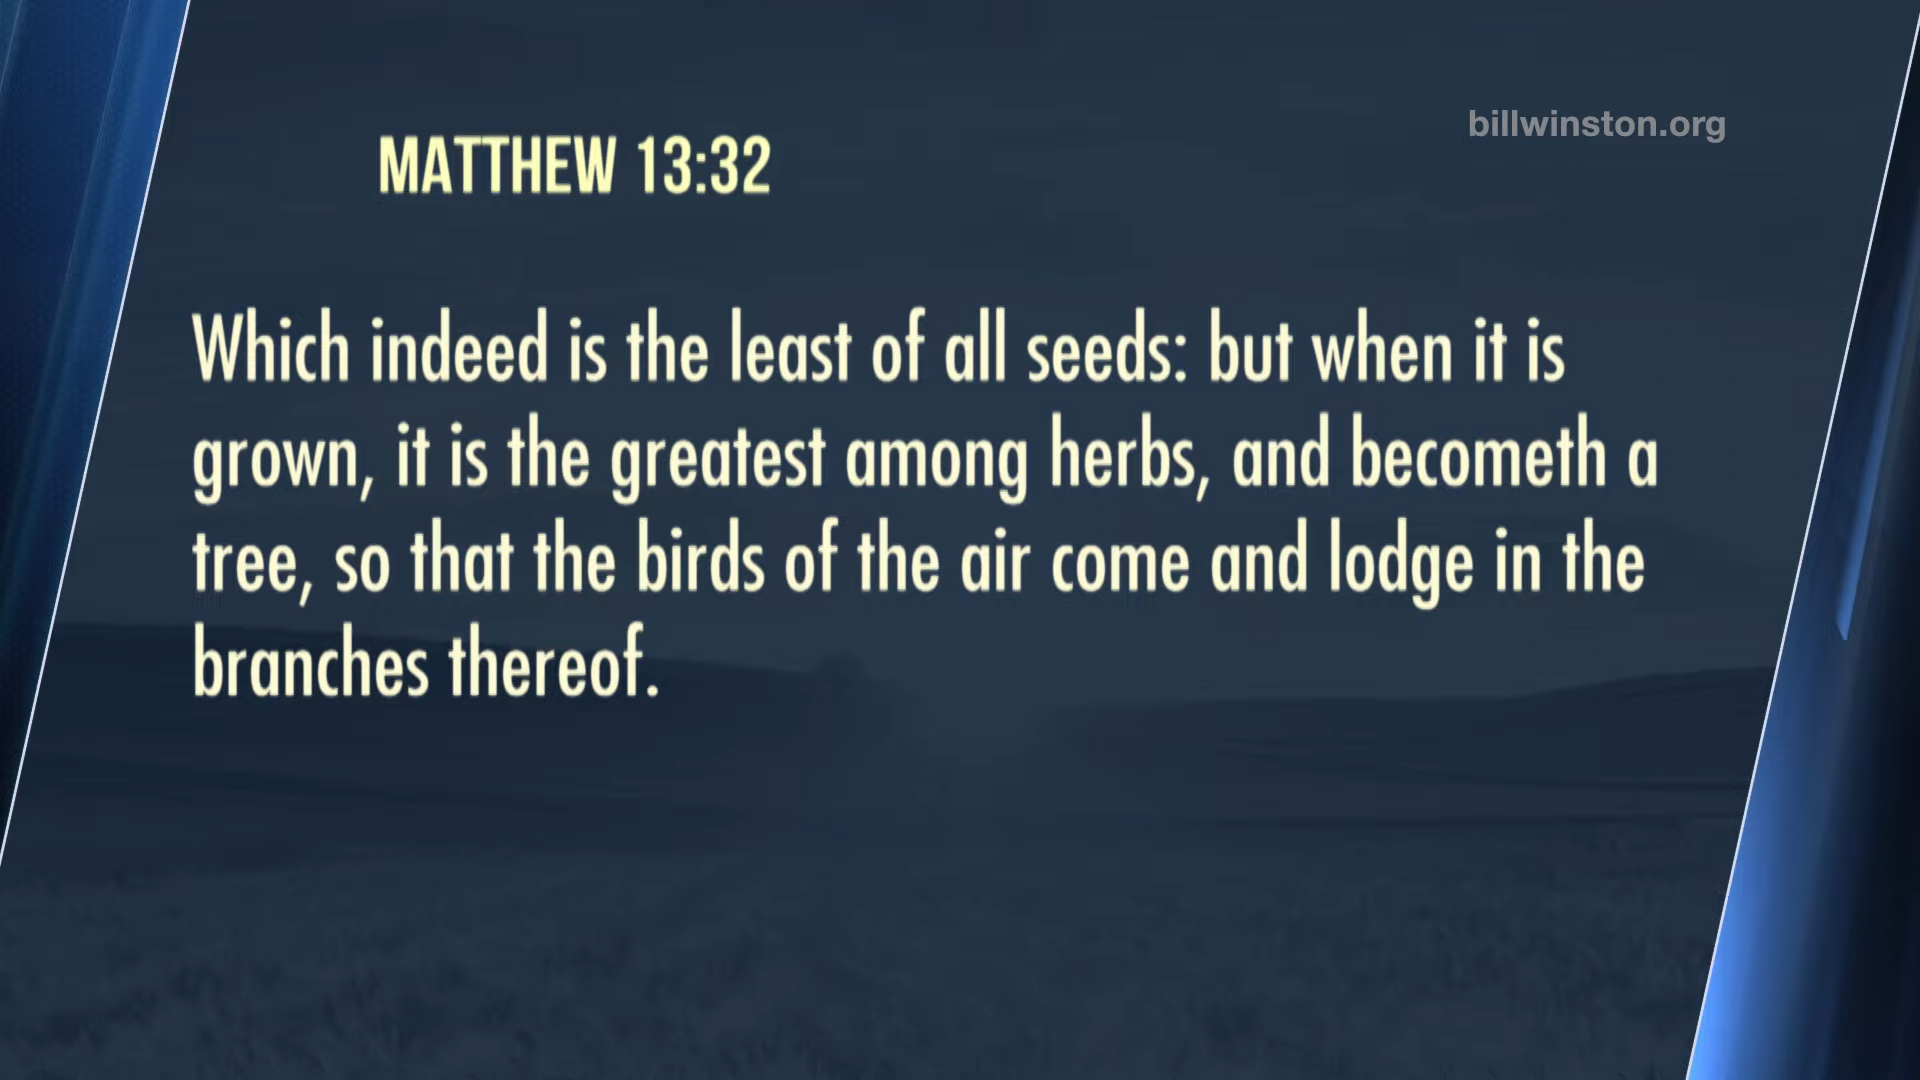 billwinston.org
MATTHEW 13:32
Which indeed is the least of all seeds: but when it is
grown, it is the greatest among herbs, and becometh a
tree, so that the birds of the air come and lodge in the
branches thereof.